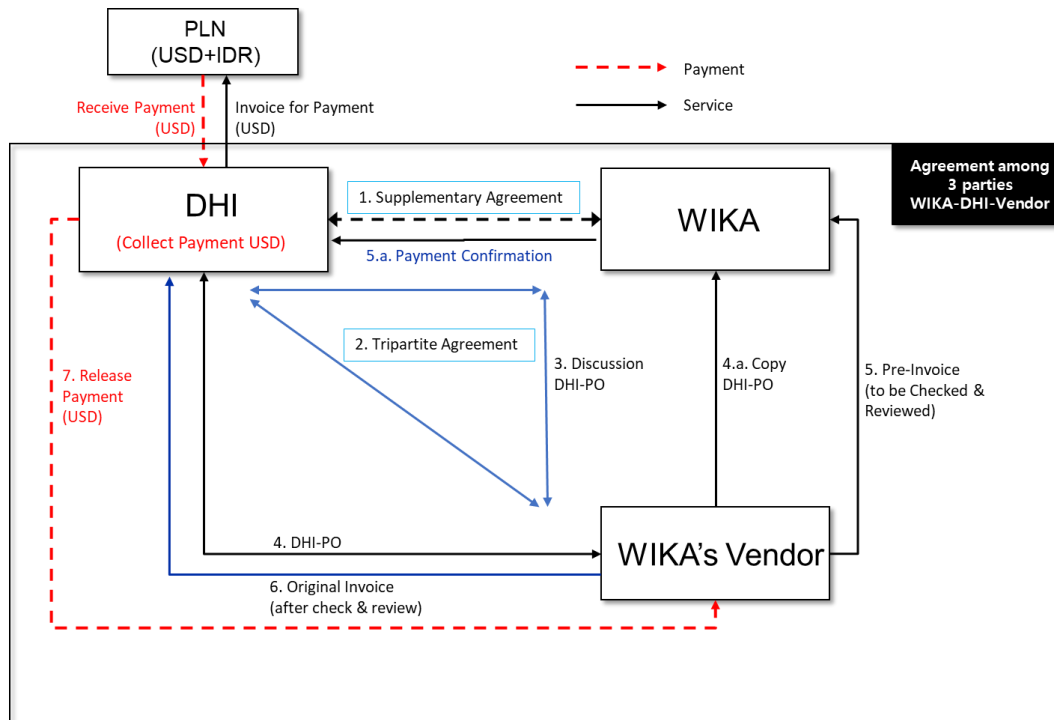 PLN
(USD+IDR)
Payment
Service
Receive Payment
(USD)
Invoice for Payment
(USD)
Agreement among
3 parties
WIKA-DHI-Vendor
DHI
(Collect Payment USD)
1. Supplementary Agreement
5.a. Payment Confirmation
WIKA
2. Tripartite Agreement
3. Discussion
DHI-PO
4.a. Copy
DHI-PO
5. Pre-Invoice
(to be Checked &
Reviewed)
7. Release
Payment
(USD)
4. DHI-PO
WIKA's Vendor
6. Original Invoice
(after check & review)